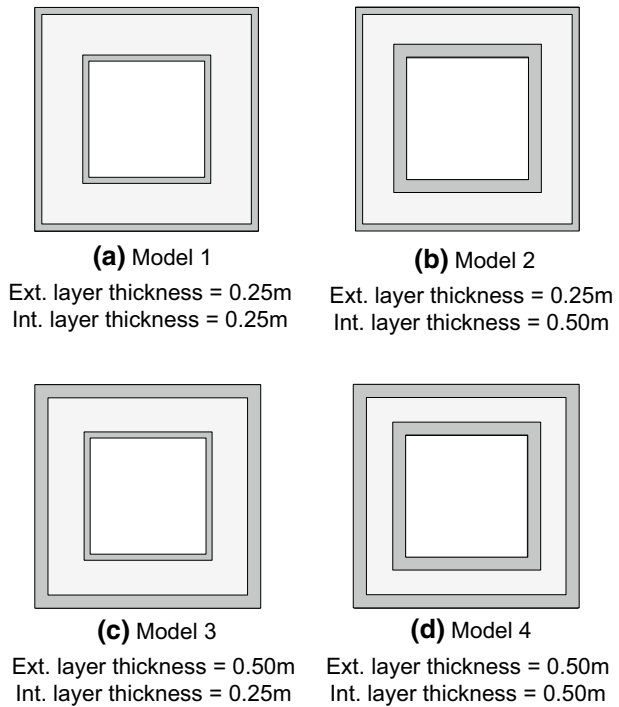 (a) Model 1
Ext. layer thickness = 0.25m
Int. layer thickness = 0.25m
(b) Model 2
Ext. layer thickness = 0.25m
Int. layer thickness = 0.50m
(c) Model 3
Ext. layer thickness = 0.50m
Int. layer thickness = 0.25m
(d) Model 4
Ext. layer thickness = 0.50m
Int. layer thickness = 0.50m